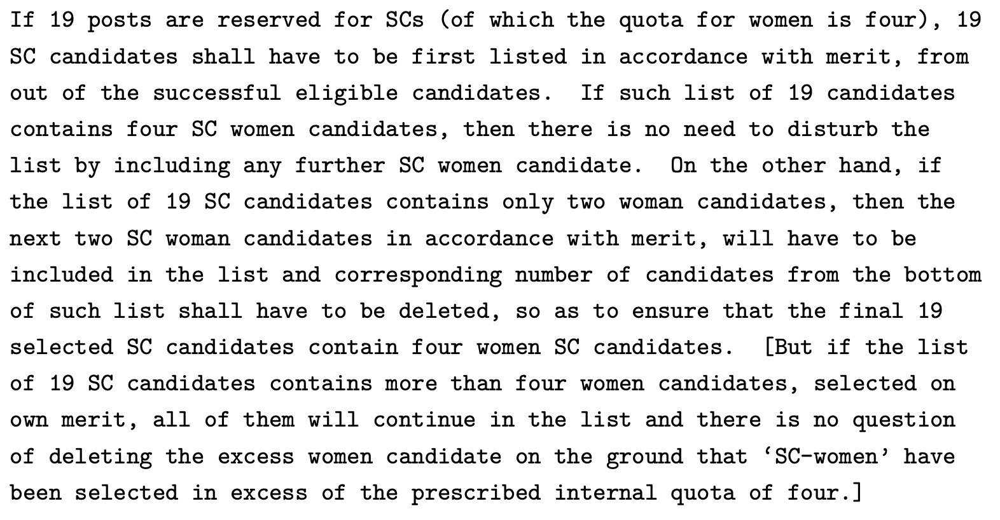 If 19 posts are reserved for SCs (of which the quota for women is four), 19
SC candidates shall have to be first listed in accordance with merit, from
out of the successful eligible candidates. If such list of 19 candidates
contains four SC women candidates, then there is no need to disturb the
list by including any further SC women candidate. On the other hand, if
the list of 19 SC candidates contains only two woman candidates, then the
next two SC woman candidates in accordance with merit, will have to be
included in the list and corresponding number of candidates from the bottom
of such list shall have to be deleted, so as to ensure that the final 19
selected SC candidates contain four women SC candidates. [But if the list
of 19 SC candidates contains more than four women candidates, selected on
own merit, all of them will continue in the list and there is no question
of deleting the excess women candidate on the ground that ‘SC-women’ have
been selected in excess of the prescribed internal quota of four.]